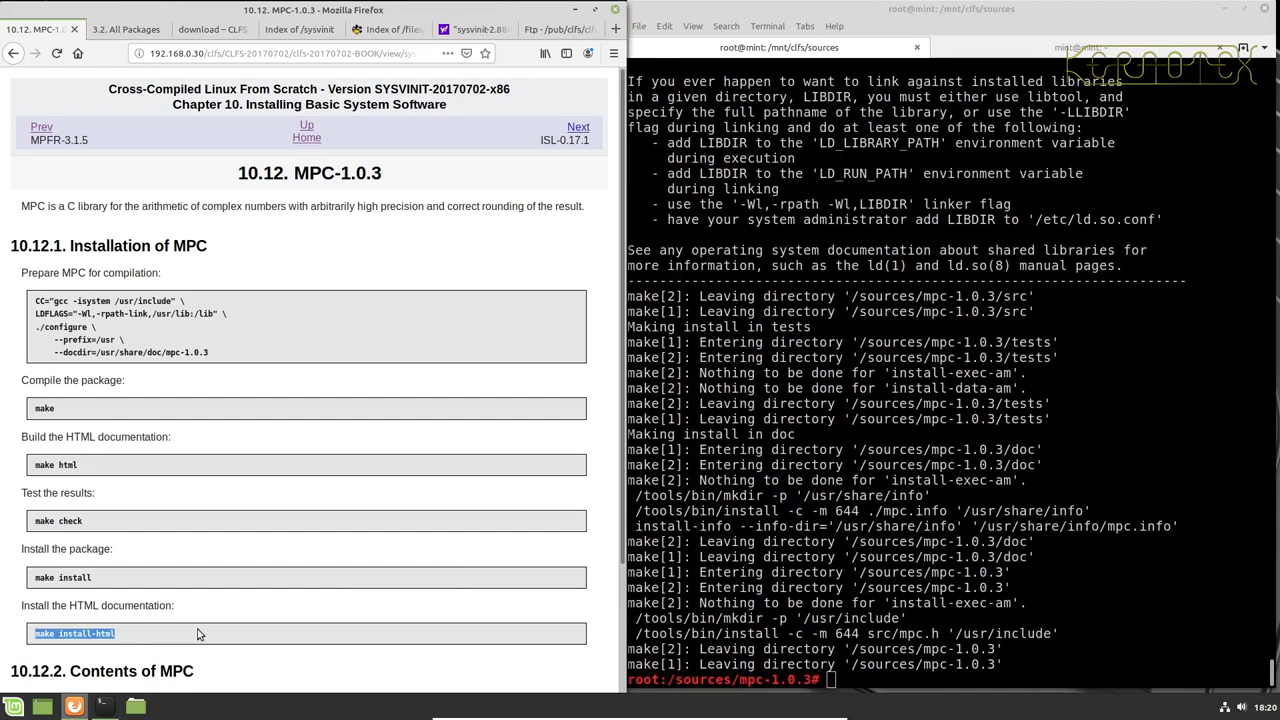 10.12. MPC-1.0.3 - Mozilla Firefox
10.12. MPC-1.0
3.2. All Packages
download – CLFS
Index of /sysvinit
Index of /files
"sysvinit-2.88
Ftp - /pub/clfs/c
192.168.0.30/clfs/CLFS-20170702/clfs-20170702-BOOK/view/sy
Cross-Compiled Linux From Scratch - Version SYSVINIT-20170702-x86
Chapter 10. Installing Basic System Software
Prev
Up
Next
MPFR-3.1.5
Home
ISL-0.17.1
10.12. MPC-1.0.3
MPC is a C library for the arithmetic of complex numbers with arbitrarily high precision and correct rounding of the result.
10.12.1. Installation of MPC
Prepare MPC for compilation:
CC="gcc -isystem /usr/include" \
LDFLAGS="-Wl,-rpath-link,/usr/lib:/lib" \
./configure \
--prefix=/usr \
--docdir=/usr/share/doc/mpc-1.0.3
Compile the package:
make
Build the HTML documentation:
make html
Test the results:
make check
Install the package:
make install
Install the HTML documentation:
make install-html
10.12.2. Contents of MPC
root@mint: /mnt/clfs/sources
File Edit View Search Terminal Tabs Help
root@mint: /mnt/clfs/sources
root@mint: ~
If you ever happen to want to link against installed libraries
in a given directory, LIBDIR, you must either use libtool, and
specify the full pathname of the library, or use the '-LLIBDIR'
flag during linking and do at least one of the following:
- add LIBDIR to the 'LD_LIBRARY_PATH' environment variable
during execution
- add LIBDIR to the 'LD_RUN_PATH' environment variable
during linking
- use the '-Wl,-rpath -Wl,LIBDIR' linker flag
- have your system administrator add LIBDIR to '/etc/ld.so.conf'
See any operating system documentation about shared libraries for
more information, such as the ld(1) and ld.so(8) manual pages.
----------------------------------------------------------------------
make[2]: Leaving directory '/sources/mpc-1.0.3/src'
make[1]: Leaving directory '/sources/mpc-1.0.3/src'
Making install in tests
make[1]: Entering directory '/sources/mpc-1.0.3/tests'
make[2]: Entering directory '/sources/mpc-1.0.3/tests'
make[2]: Nothing to be done for 'install-exec-am'.
make[2]: Nothing to be done for 'install-data-am'.
make[2]: Leaving directory '/sources/mpc-1.0.3/tests'
make[1]: Leaving directory '/sources/mpc-1.0.3/tests'
Making install in doc
make[1]: Entering directory '/sources/mpc-1.0.3/doc'
make[2]: Entering directory '/sources/mpc-1.0.3/doc'
make[2]: Nothing to be done for 'install-exec-am'.
/tools/bin/mkdir -p '/usr/share/info'
/tools/bin/install -c -m 644 ./mpc.info '/usr/share/info'
install-info --info-dir='/usr/share/info' '/usr/share/info/mpc.info'
make[2]: Leaving directory '/sources/mpc-1.0.3/doc'
make[1]: Leaving directory '/sources/mpc-1.0.3/doc'
make[1]: Entering directory '/sources/mpc-1.0.3'
make[2]: Entering directory '/sources/mpc-1.0.3'
make[2]: Nothing to be done for 'install-exec-am'.
/tools/bin/mkdir -p '/usr/include'
/tools/bin/install -c -m 644 src/mpc.h '/usr/include'
make[2]: Leaving directory '/sources/mpc-1.0.3'
make[1]: Leaving directory '/sources/mpc-1.0.3'
root:/sources/mpc-1.0.3#
18:20